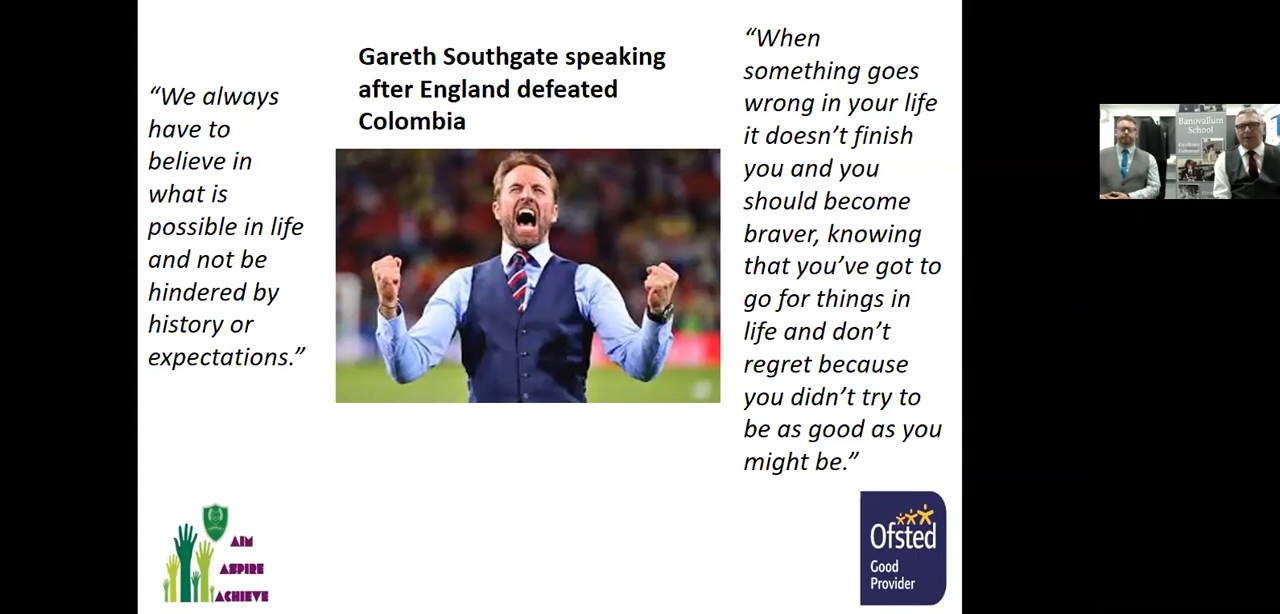 “We always
have to
believe in
what is
possible in life
and not be
hindered by
history or
expectations.”
Gareth Southgate speaking
after England defeated
Colombia
“When
something goes
wrong in your life
it doesn’t finish
you and you
should become
braver, knowing
that you’ve got to
go for things in
life and don’t
regret because
you didn’t try to
be as good as you
might be.”
AIM
ASPIRE
ACHIEVE
Ofsted
Good
Provider
Banovallum
School